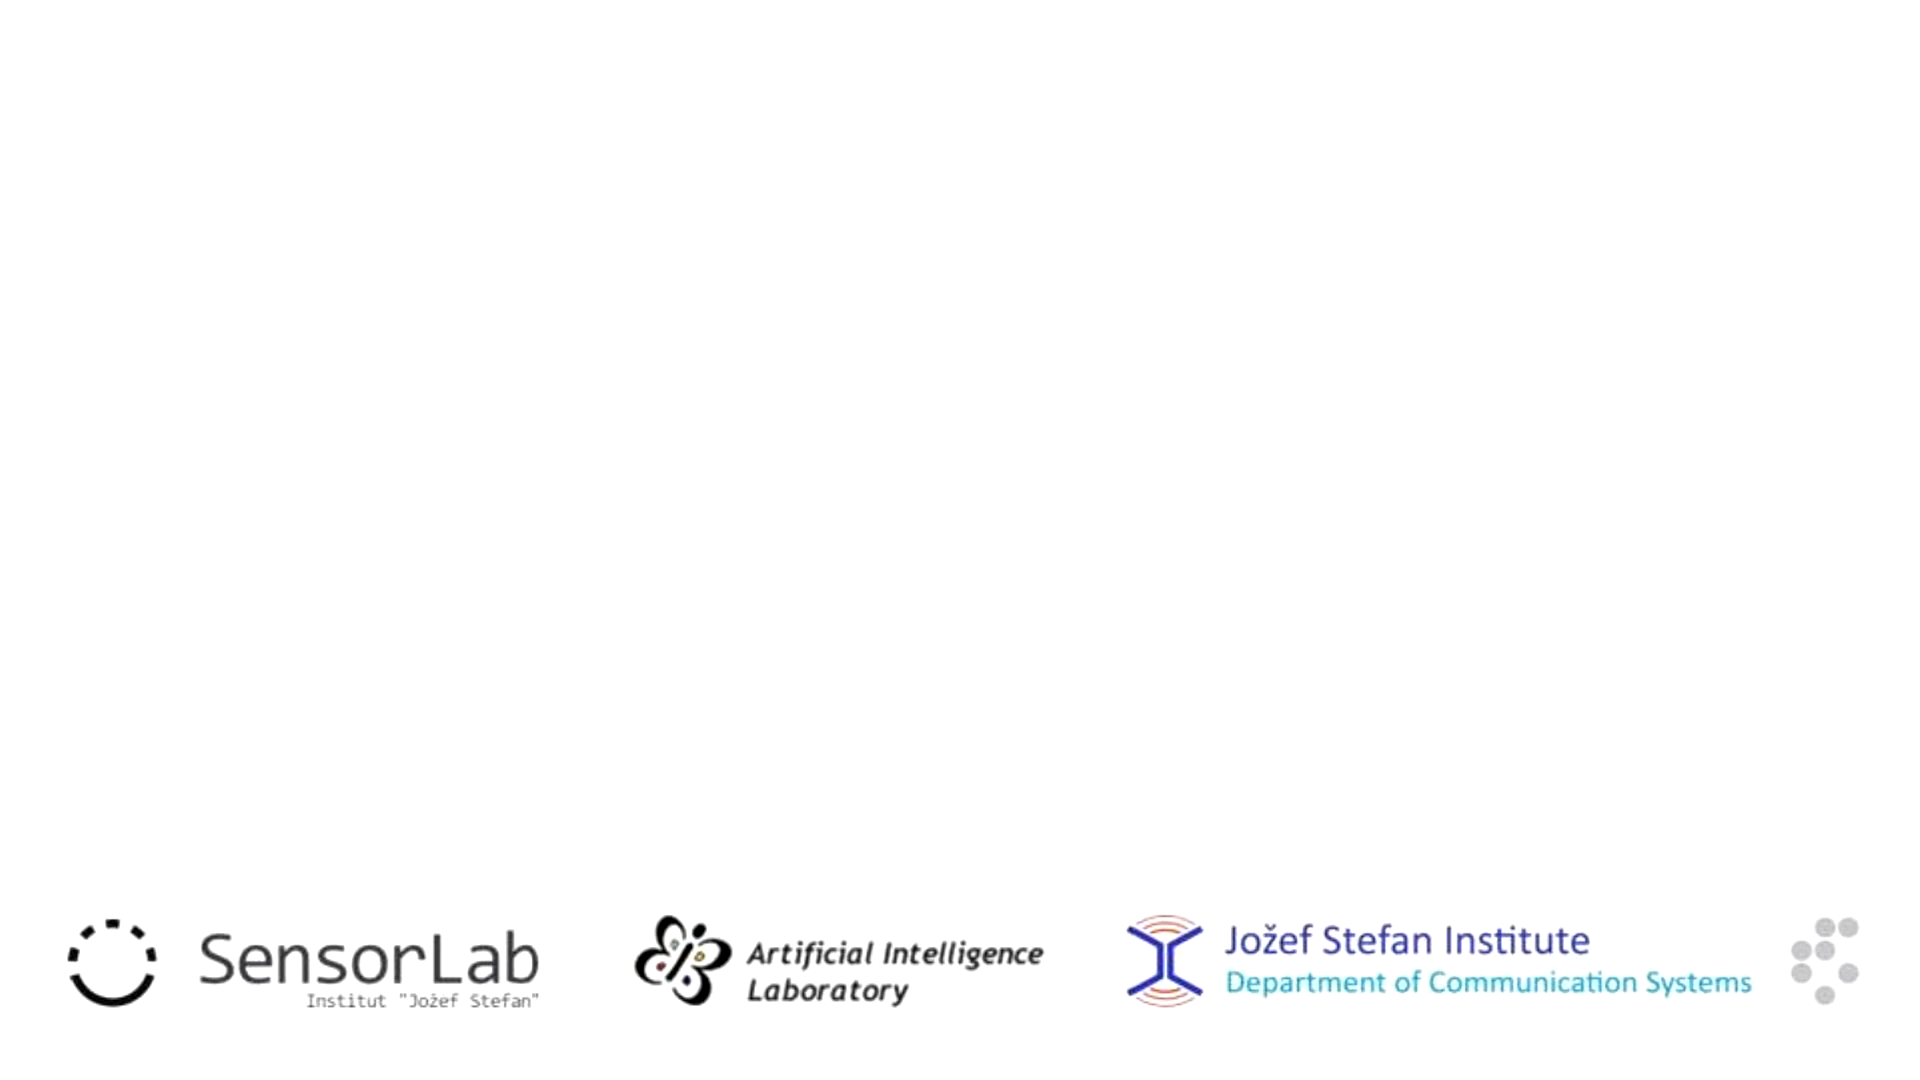 SensorLab
Institut "Jožef Stefan"
Artificial Intelligence
Laboratory
Jožef Stefan Institute
Department of Communication Systems